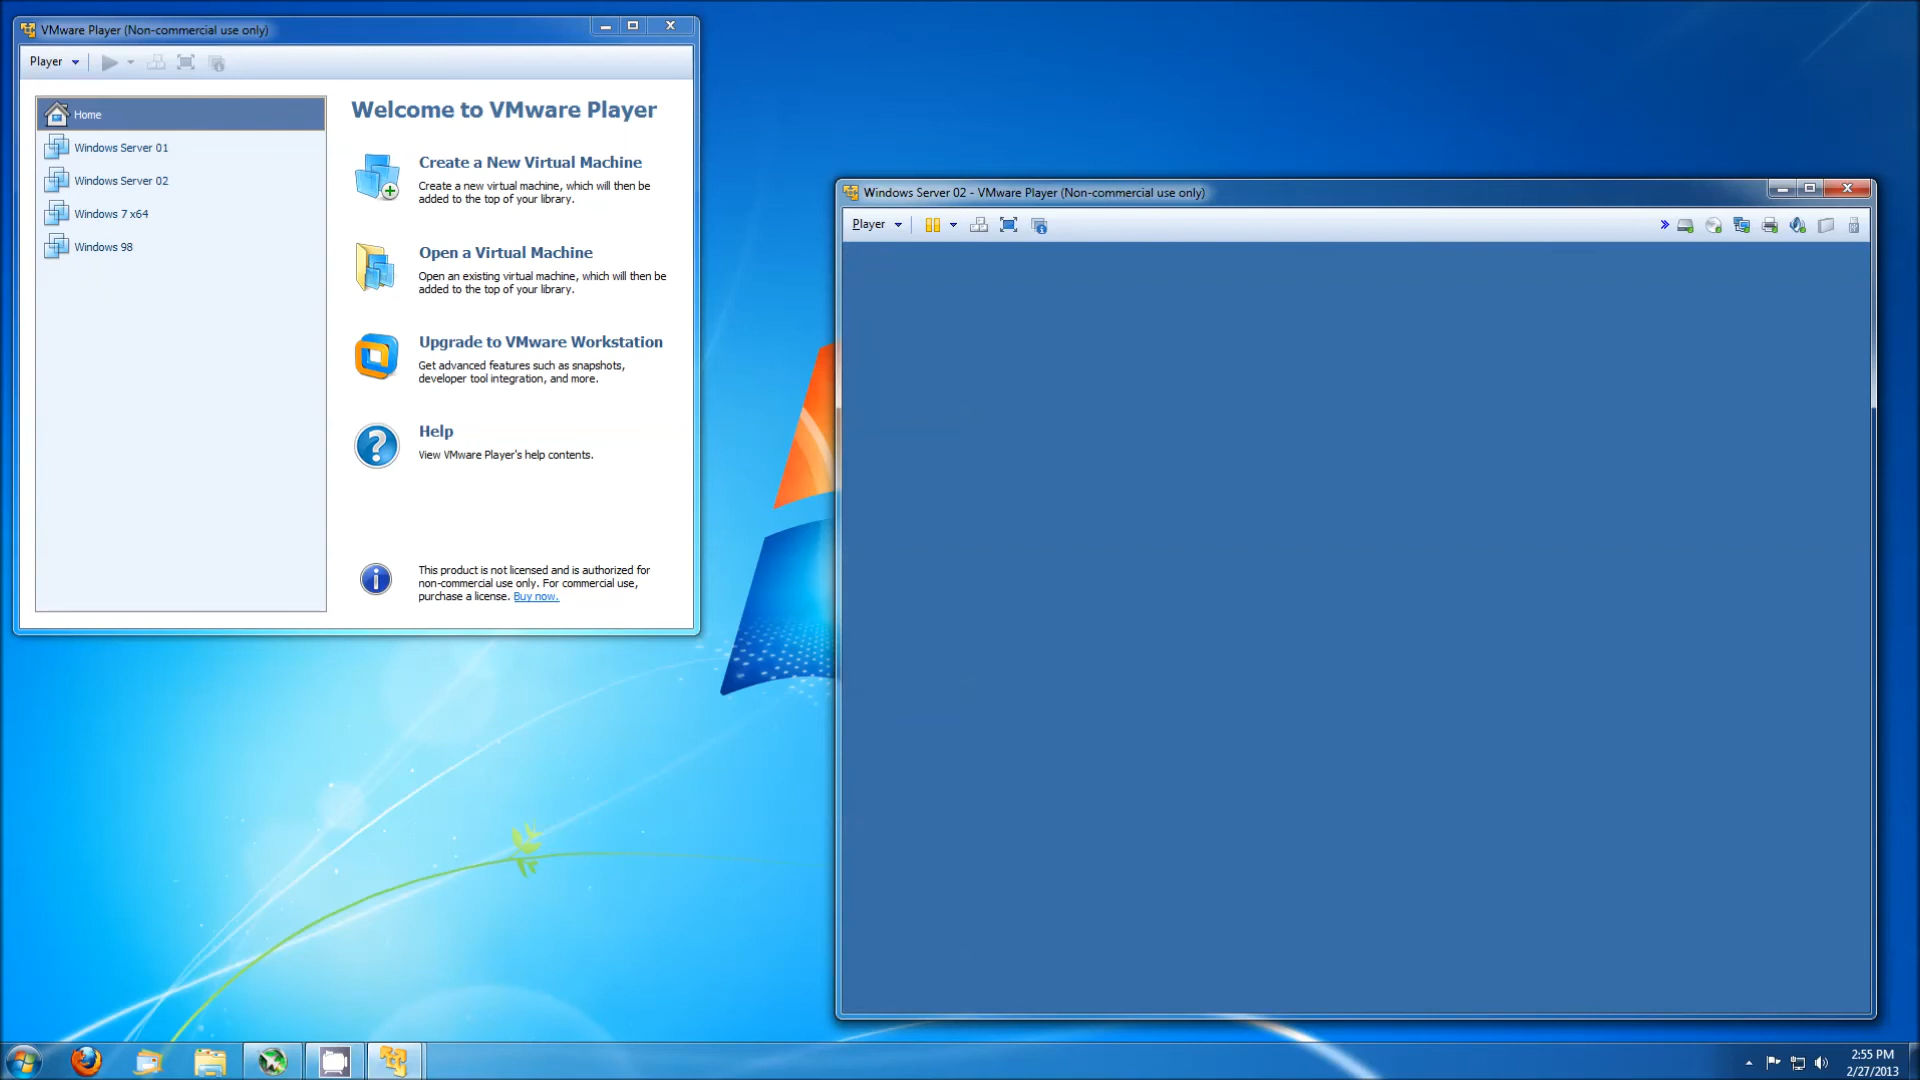 VMware Player (Non-commercial use only)
Player
Home
Windows Server 01
Windows Server 02
Windows 7 x64
Windows 98
Welcome to VMware Player
Create a New Virtual Machine
Create a new virtual machine, which will then be
added to the top of your library.
Open a Virtual Machine
Open an existing virtual machine, which will then be
added to the top of your library.
Upgrade to VMware Workstation
Get advanced features such as snapshots,
developer tool integration, and more.
Help
View VMware Player's help contents.
This product is not licensed and is authorized for
non-commercial use only. For commercial use,
purchase a license. Buy now.
Windows Server 02 - VMware Player (Non-commercial use only)
Player
2:55 PM
2/27/2013